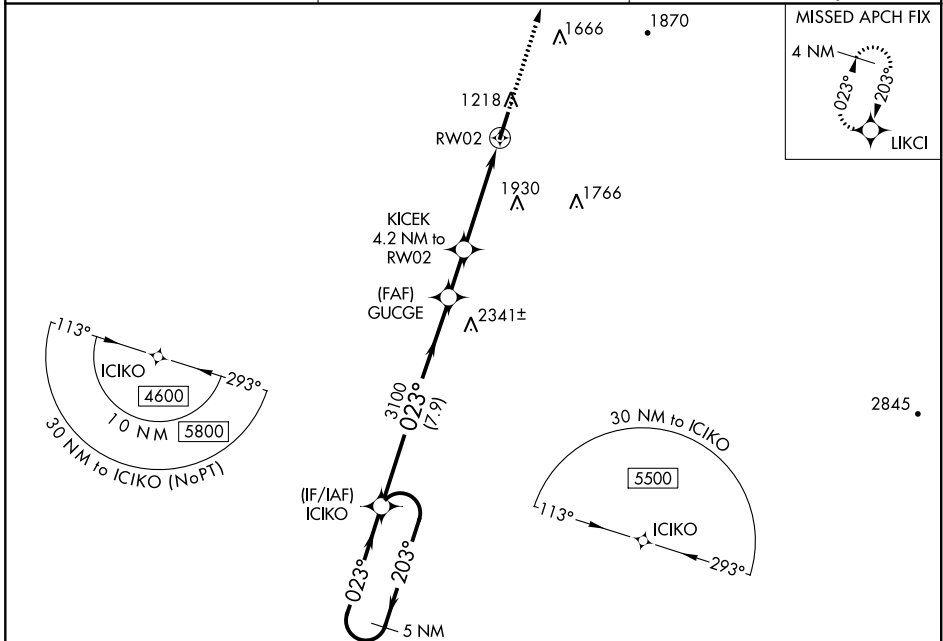 MISSED APCH FIX
4 NM
023°
203°
LIKCI
1666
1870
1218
RW02
1930
1766
KICEK
4.2 NM to
RW02
(FAF)
GUCGE
2341±
113°
ICIKO
293°
4600
10 NM
5800
30 NM to ICIKO (NoPT)
3100
023°
(7.9)
2845
30 NM to ICIKO
5500
113°
ICIKO
293°
(IF/IAF)
ICIKO
023°
203°
5 NM